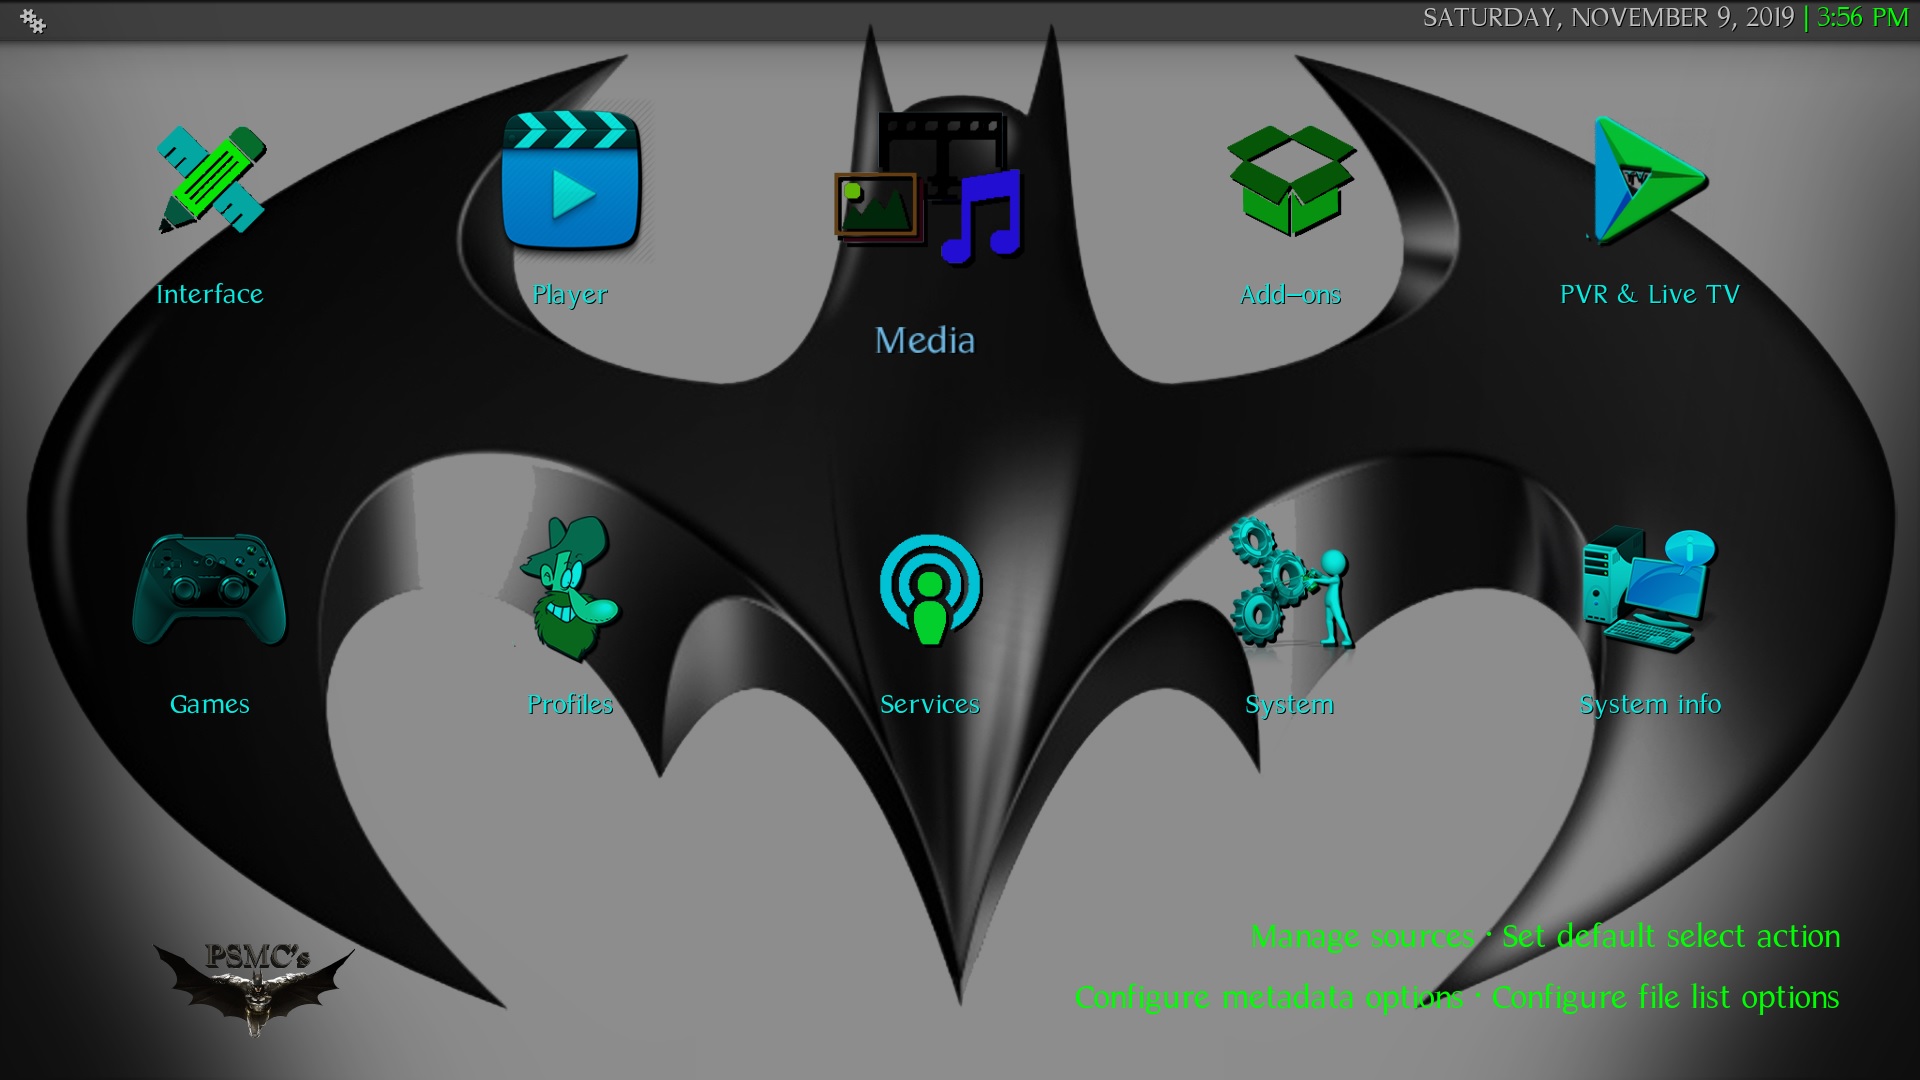 SATURDAY, NOVEMBER 9, 2019 | 3:56 PM
Interface
Player
Media
Add-ons
PVR & Live TV
TV
Games
Profiles
Services
System
System info
PSMC's
Manage sources · Set default select action
Configure metadata options · Configure file list options